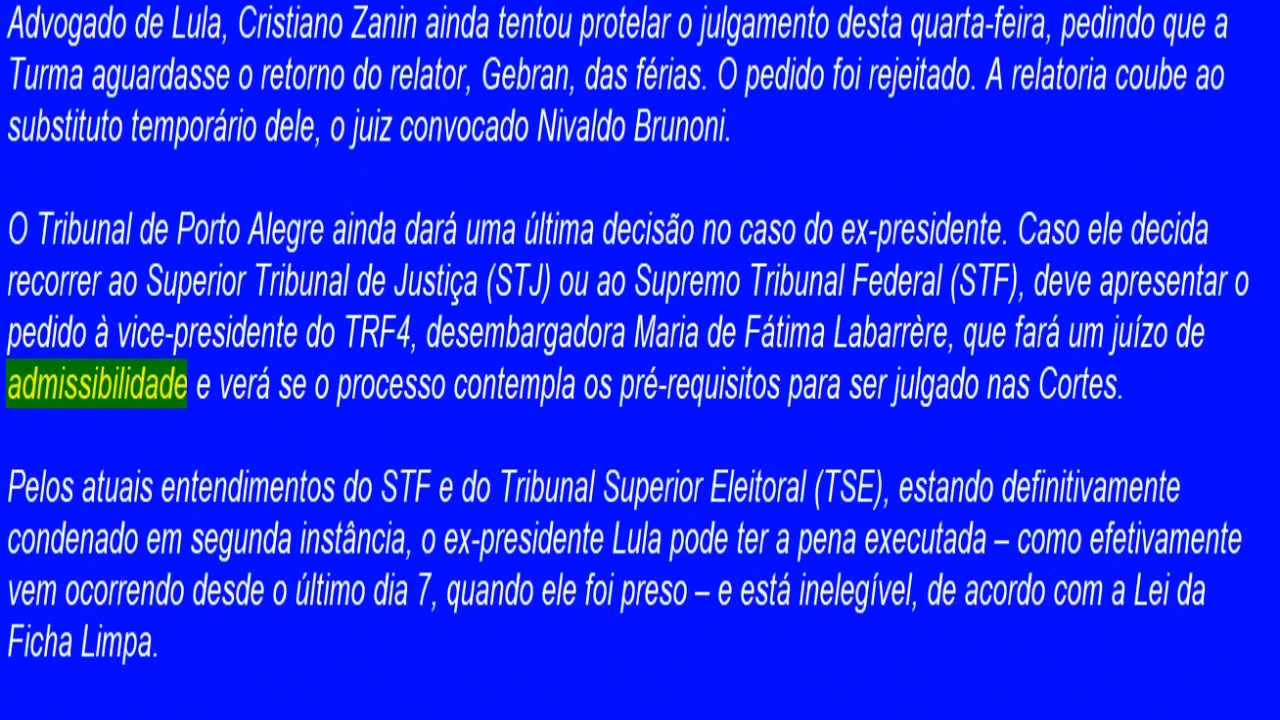 Advogado de Lula, Cristiano Zanin ainda tentou protelar o julgamento desta quarta-feira, pedindo que a
Turma aguardasse o retorno do relator, Gebran, das férias. O pedido foi rejeitado. A relatoria coube ao
substituto temporário dele, o juiz convocado Nivaldo Brunoni.
O Tribunal de Porto Alegre ainda dará uma última decisão no caso do ex-presidente. Caso ele decida
recorrer ao Superior Tribunal de Justiça (STJ) ou ao Supremo Tribunal Federal (STF), deve apresentar o
pedido à vice-presidente do TRF4, desembargadora Maria de Fátima Labarrère, que fará um juízo de
admissibilidade e verá se o processo contempla os pré-requisitos para ser julgado nas Cortes.
Pelos atuais entendimentos do STF e do Tribunal Superior Eleitoral (TSE), estando definitivamente
condenado em segunda instância, o ex-presidente Lula pode ter a pena executada – como efetivamente
vem ocorrendo desde o último dia 7, quando ele foi preso – e está inelegível, de acordo com a Lei da
Ficha Limpa.